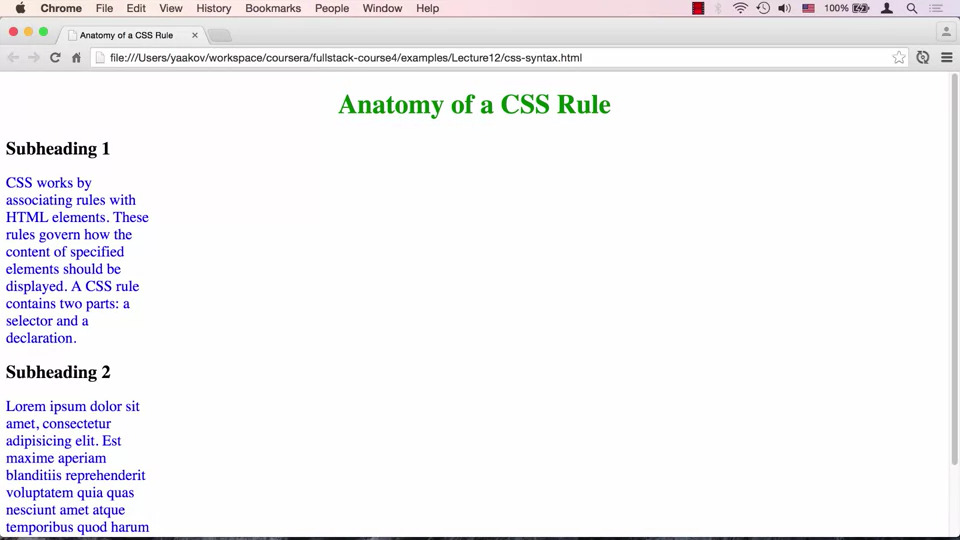 Chrome File Edit View History Bookmarks People Window Help 100%
Anatomy of a CSS Rule
file:///Users/yaakov/workspace/coursera/fullstack-course4/examples/Lecture12/css-syntax.html
Anatomy of a CSS Rule
Subheading 1
CSS works by
associating rules with
HTML elements. These
rules govern how the
content of specified
elements should be
displayed. A CSS rule
contains two parts: a
selector and a
declaration.
Subheading 2
Lorem ipsum dolor sit
amet, consectetur
adipisicing elit. Est
maxime aperiam
blanditiis reprehenderit
voluptatem quia quas
nesciunt amet atque
temporibus quod harum